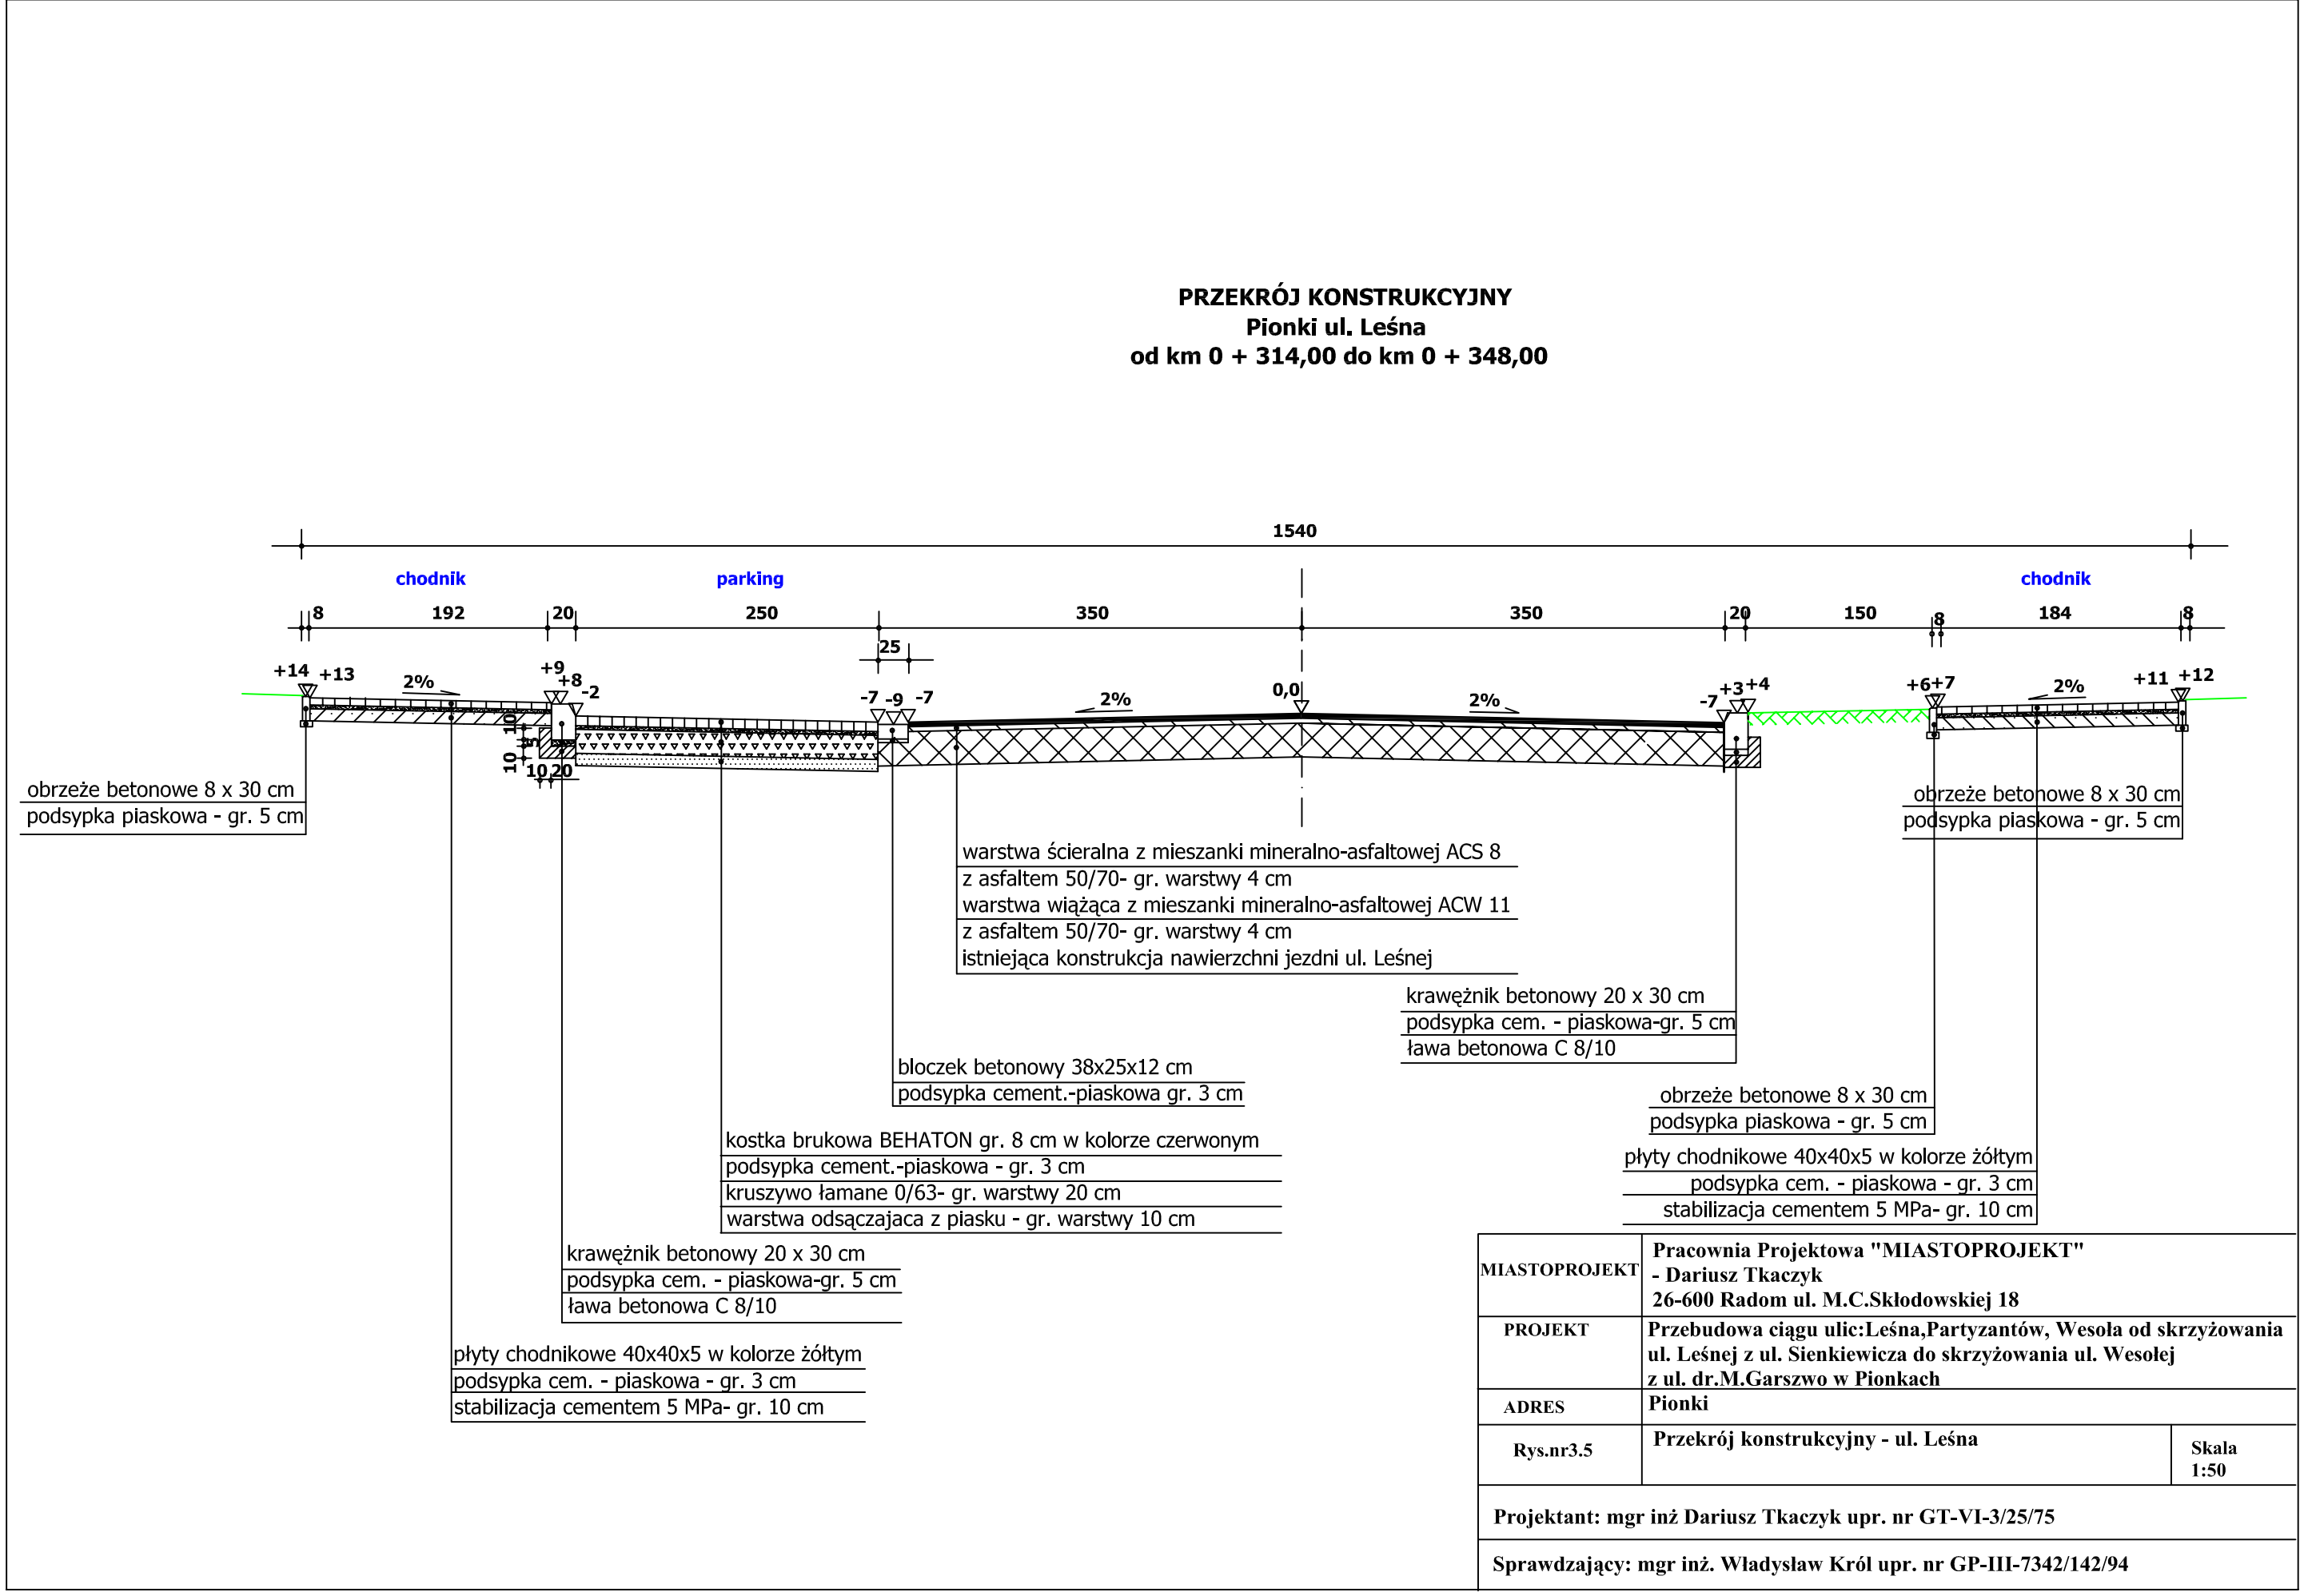 PRZEKRÓJ KONSTRUKCYJNY
Pionki ul. Leśna
od km 0 + 314,00 do km 0 + 348,00
1540
chodnik parking chodnik
8 192 20 250 350 350 20 150 8 184 8
25
+14 +13 2% +9 +8 -2 -7 -9 -7 2% 0,0 2% -7 +3 +4 +6 +7 2% +11 +12
10
5
10
10 20
obrzeże betonowe 8 x 30 cm
podsypka piaskowa - gr. 5 cm
obrzeże betonowe 8 x 30 cm
podsypka piaskowa - gr. 5 cm
warstwa ścieralna z mieszanki mineralno-asfaltowej ACS 8
z asfaltem 50/70- gr. warstwy 4 cm
warstwa wiążąca z mieszanki mineralno-asfaltowej ACW 11
z asfaltem 50/70- gr. warstwy 4 cm
istniejąca konstrukcja nawierzchni jezdni ul. Leśnej
krawężnik betonowy 20 x 30 cm
podsypka cem. - piaskowa-gr. 5 cm
ława betonowa C 8/10
bloczek betonowy 38x25x12 cm
podsypka cement.-piaskowa gr. 3 cm
obrzeże betonowe 8 x 30 cm
podsypka piaskowa - gr. 5 cm
kostka brukowa BEHATON gr. 8 cm w kolorze czerwonym
podsypka cement.-piaskowa - gr. 3 cm
kruszywo łamane 0/63- gr. warstwy 20 cm
warstwa odsączajaca z piasku - gr. warstwy 10 cm
płyty chodnikowe 40x40x5 w kolorze żółtym
podsypka cem. - piaskowa - gr. 3 cm
stabilizacja cementem 5 MPa- gr. 10 cm
krawężnik betonowy 20 x 30 cm
podsypka cem. - piaskowa-gr. 5 cm
ława betonowa C 8/10
płyty chodnikowe 40x40x5 w kolorze żółtym
podsypka cem. - piaskowa - gr. 3 cm
stabilizacja cementem 5 MPa- gr. 10 cm
MIASTOPROJEKT
Pracownia Projektowa "MIASTOPROJEKT"
- Dariusz Tkaczyk
26-600 Radom ul. M.C.Skłodowskiej 18
PROJEKT
Przebudowa ciągu ulic:Leśna,Partyzantów, Wesoła od skrzyżowania
ul. Leśnej z ul. Sienkiewicza do skrzyżowania ul. Wesołej
z ul. dr.M.Garszwo w Pionkach
ADRES
Pionki
Rys.nr3.5
Przekrój konstrukcyjny - ul. Leśna
Skala
1:50
Projektant: mgr inż Dariusz Tkaczyk upr. nr GT-VI-3/25/75
Sprawdzający: mgr inż. Władysław Król upr. nr GP-III-7342/142/94